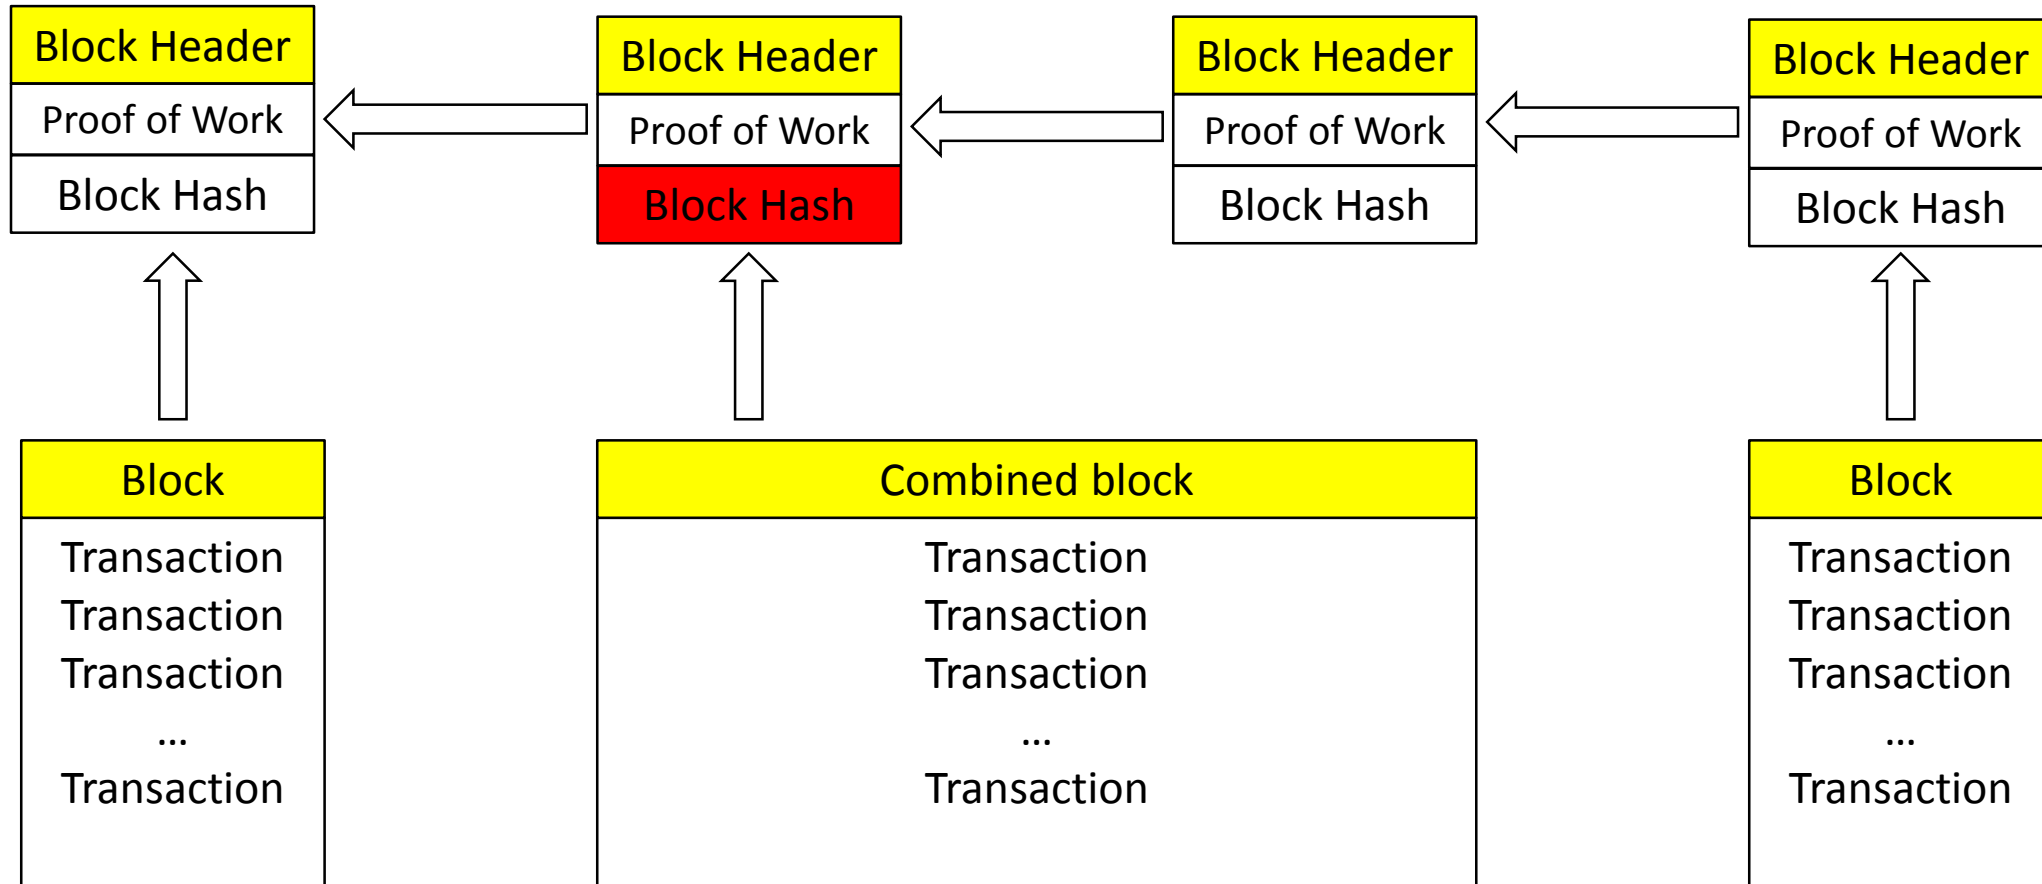 Block Header
Proof of Work
Block Hash
Block Header
Proof of Work
Block Hash
Block Header
Proof of Work
Block Hash
Block Header
Proof of Work
Block Hash
Block
Transaction
Transaction
Transaction
...
Transaction
Combined block
Transaction
Transaction
Transaction
...
Transaction
Block
Transaction
Transaction
Transaction
...
Transaction